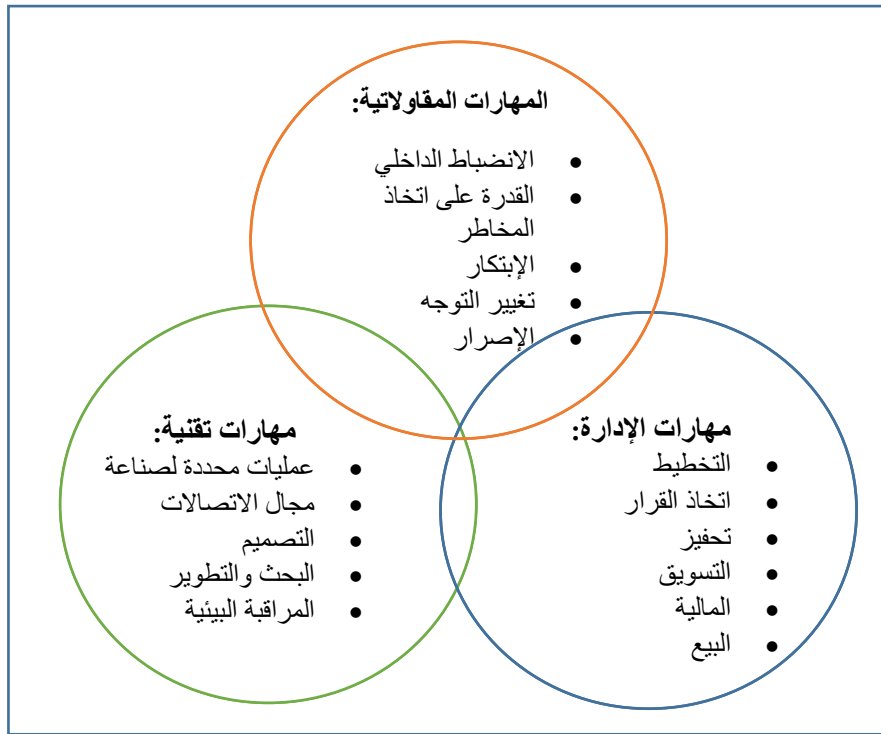 المهارات المقاولاتية:
• الانضباط الداخلي
• القدرة على اتخاذ
المخاطر
• الإبتكار
• تغيير التوجه
• الإصرار
مهارات الإدارة:
• التخطيط
• اتخاذ القرار
• تحفيز
• التسويق
• المالية
• البيع
مهارات تقنية:
• عمليات محددة لصناعة
• مجال الاتصالات
• التصميم
• البحث والتطوير
• المراقبة البيئية